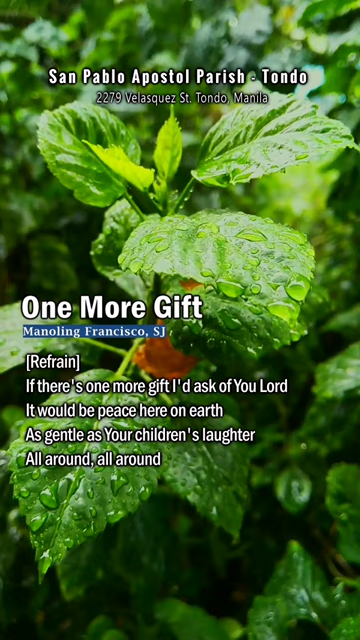 San Pablo Apostol Parish - Tondo
2279 Velasquez St. Tondo, Manila
One More Gift
Manoling Francisco, SJ
[Refrain]
If there's one more gift I'd ask of You Lord
It would be peace here on earth
As gentle as Your children's laughter
All around, all around